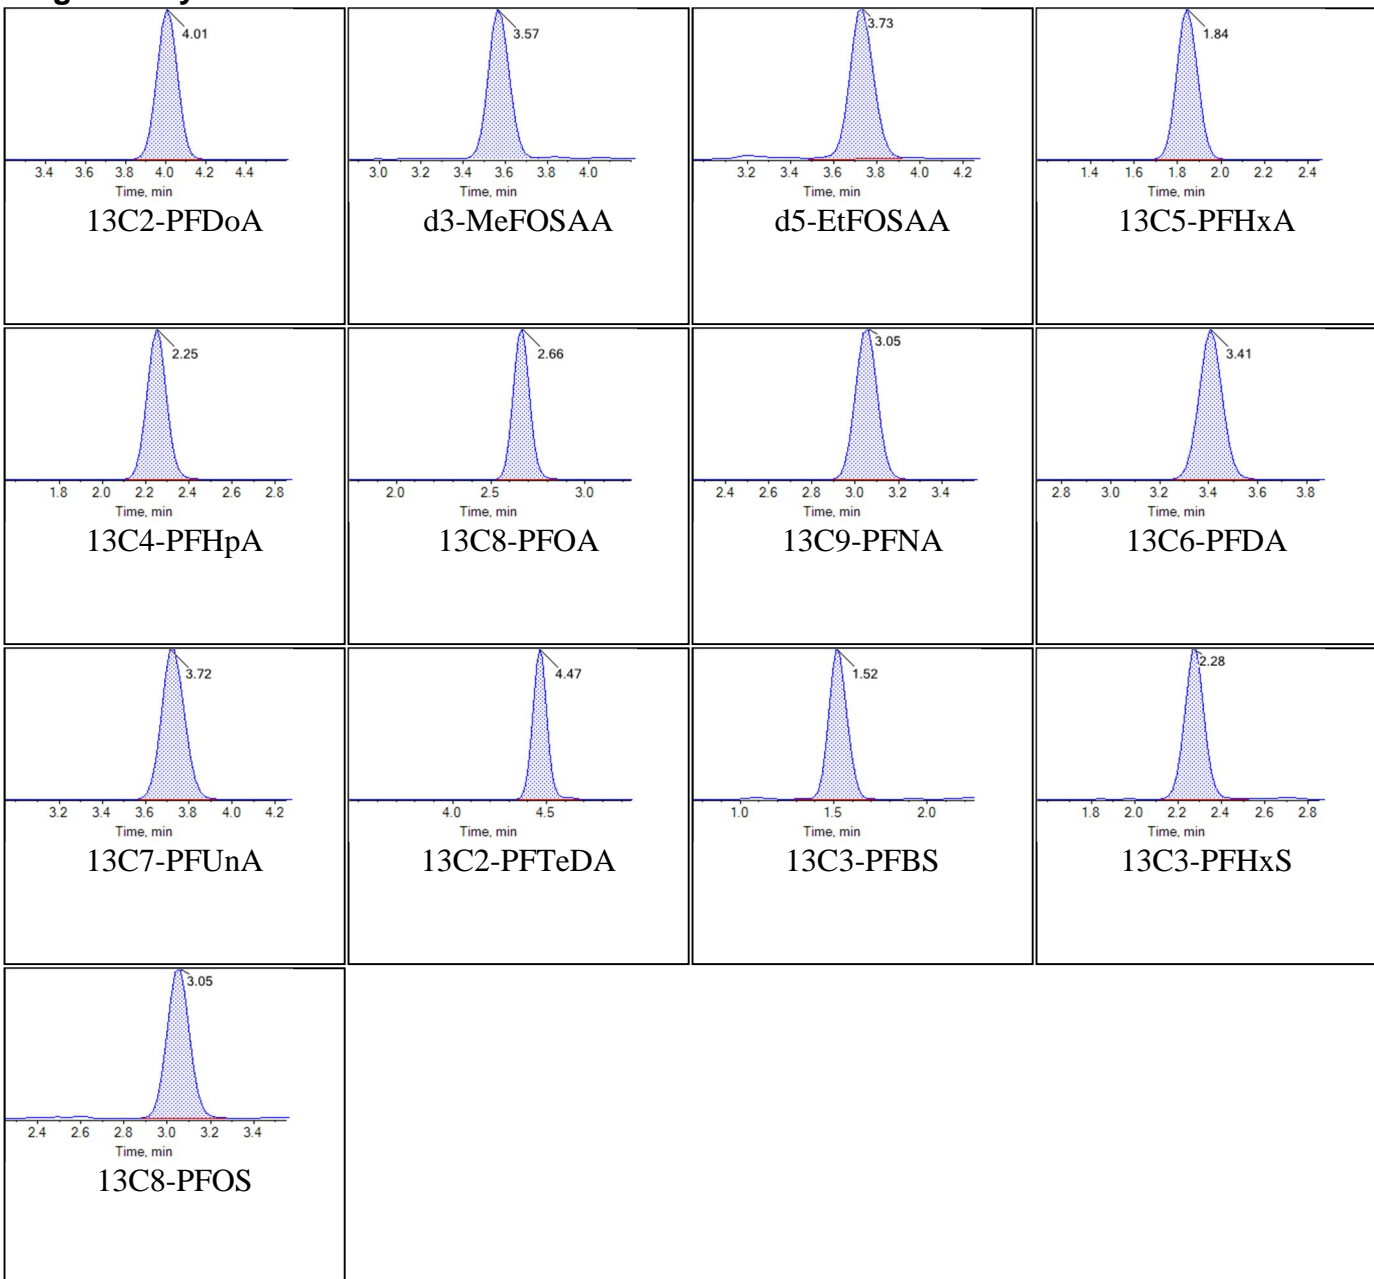 4.01
3.4 3.6 3.8 4.0 4.2 4.4
Time, min
13C2-PFDoA
3.57
3.0 3.2 3.4 3.6 3.8 4.0
Time, min
d3-MeFOSAA
3.73
3.2 3.4 3.6 3.8 4.0 4.2
Time, min
d5-EtFOSAA
1.84
1.4 1.6 1.8 2.0 2.2 2.4
Time, min
13C5-PFHxA
2.25
1.8 2.0 2.2 2.4 2.6 2.8
Time, min
13C4-PFHpA
2.66
2.0 2.5 3.0
Time, min
13C8-PFOA
3.05
2.4 2.6 2.8 3.0 3.2 3.4
Time, min
13C9-PFNA
3.41
2.8 3.0 3.2 3.4 3.6 3.8
Time, min
13C6-PFDA
3.72
3.2 3.4 3.6 3.8 4.0 4.2
Time, min
13C7-PFUnA
4.47
4.0 4.5
Time, min
13C2-PFTeDA
1.52
1.0 1.5 2.0
Time, min
13C3-PFBS
2.28
1.8 2.0 2.2 2.4 2.6 2.8
Time, min
13C3-PFHxS
3.05
2.4 2.6 2.8 3.0 3.2 3.4
Time, min
13C8-PFOS